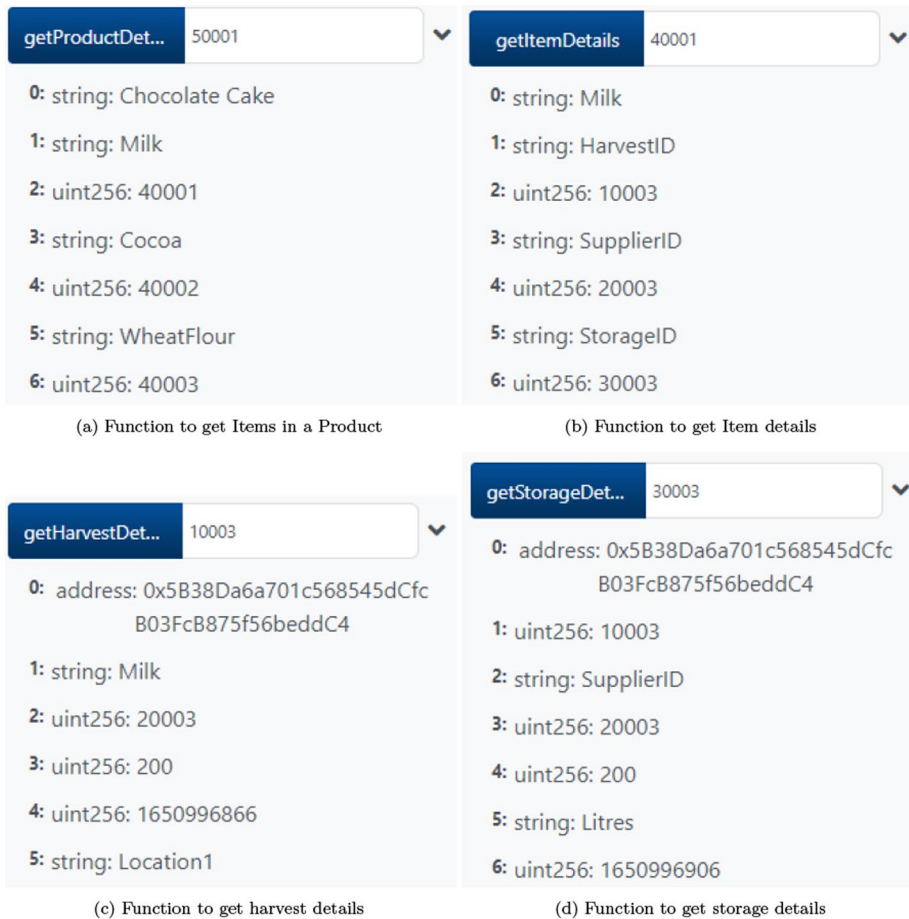 getProductDet... 50001
0: string: Chocolate Cake
1: string: Milk
2: uint256: 40001
3: string: Cocoa
4: uint256: 40002
5: string: WheatFlour
6: uint256: 40003
(a) Function to get Items in a Product
getItemDetails 40001
0: string: Milk
1: string: HarvestID
2: uint256: 10003
3: string: SupplierID
4: uint256: 20003
5: string: StorageID
6: uint256: 30003
(b) Function to get Item details
getHarvestDet... 10003
0: address: 0x5B38Da6a701c568545dCfc
B03FcB875f56beddC4
1: string: Milk
2: uint256: 20003
3: uint256: 200
4: uint256: 1650996866
5: string: Location1
(c) Function to get harvest details
getStorageDet... 30003
0: address: 0x5B38Da6a701c568545dCfc
B03FcB875f56beddC4
1: uint256: 10003
2: string: SupplierID
3: uint256: 20003
4: uint256: 200
5: string: Litres
6: uint256: 1650996906
(d) Function to get storage details